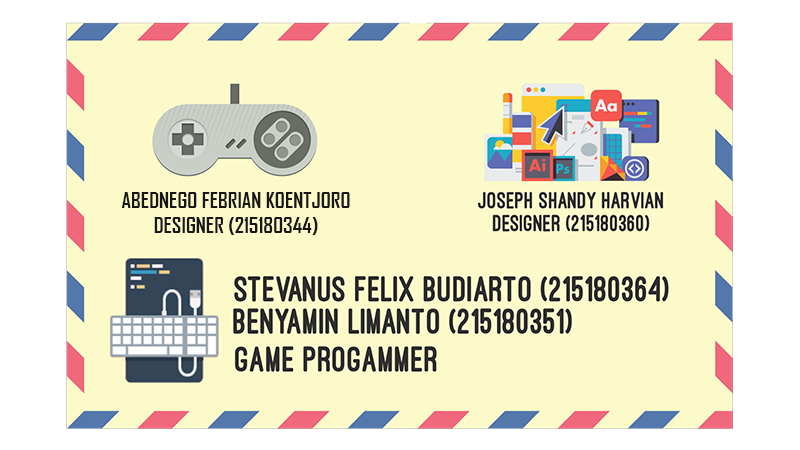 ABEDNEGO FEBRIAN KOENTJORO
DESIGNER (215180344)
Aa
Ai
Ps
JOSEPH SHANDY HARVIAN
DESIGNER (215180360)
STEVANUS FELIX BUDIARTO (215180364)
BENYAMIN LIMANTO (215180351)
GAME PROGAMMER